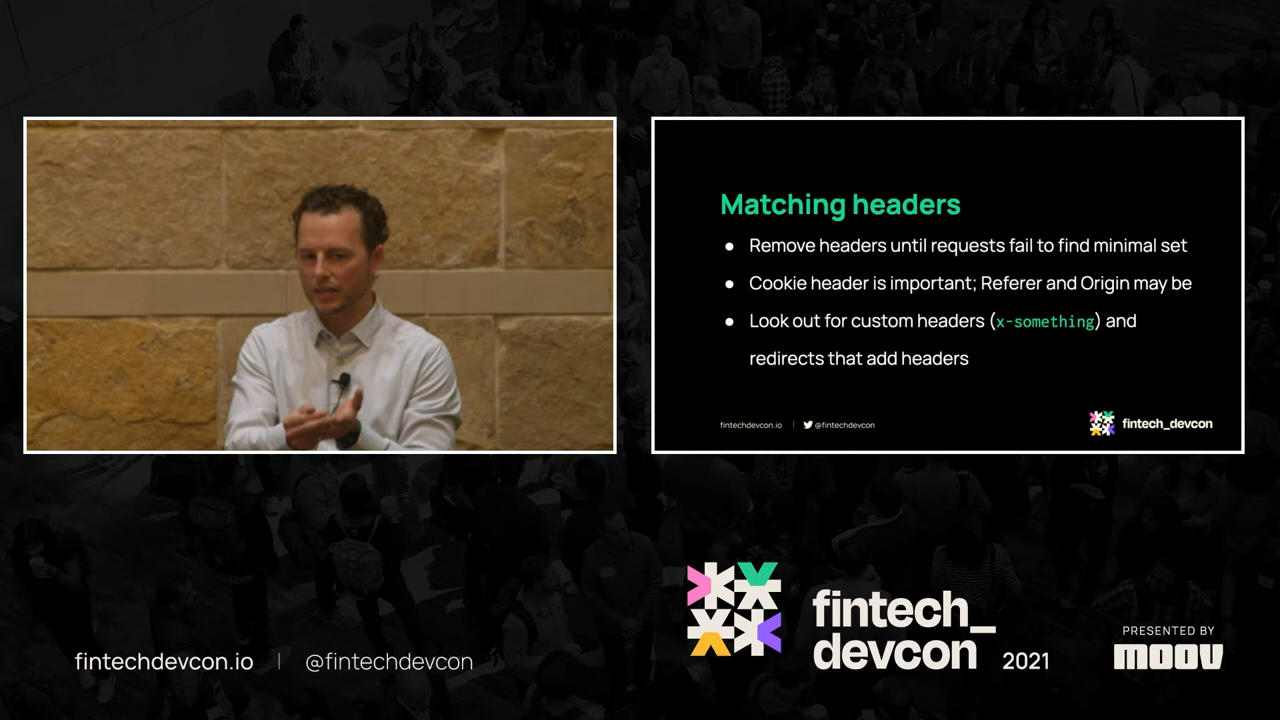 Matching headers
● Remove headers until requests fail to find minimal set
● Cookie header is important; Referer and Origin may be
● Look out for custom headers (x-something) and
redirects that add headers
fintechdevcon.io | @fintechdevcon
fintech_devcon
fintechdevcon.io | @fintechdevcon
fintech_
devcon 2021
PRESENTED BY
moov